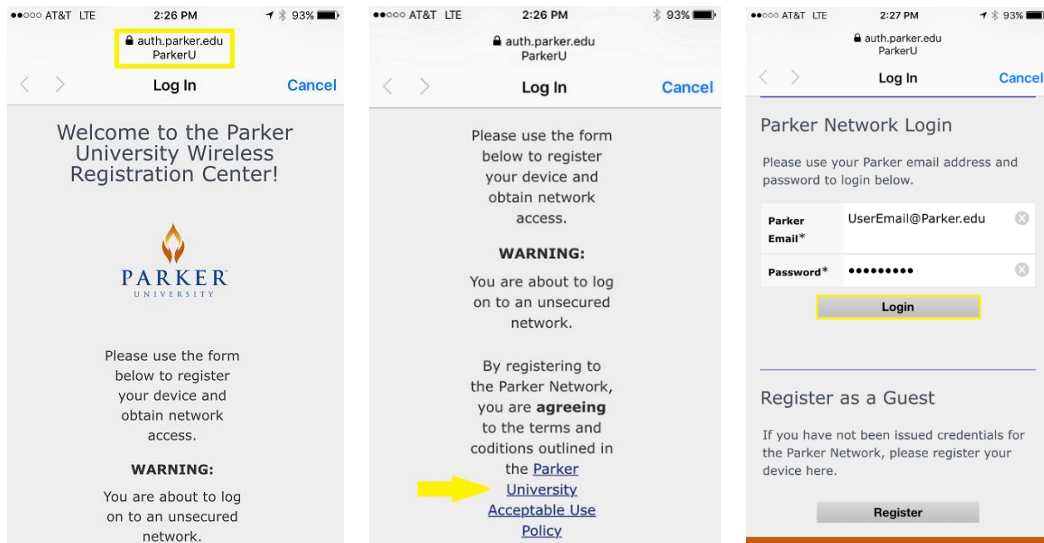 AT&T LTE 2:26 PM 93%
auth.parker.edu
ParkerU
Log In Cancel
Welcome to the Parker
University Wireless
Registration Center!
PARKER
UNIVERSITY
Please use the form
below to register
your device and
obtain network
access.
WARNING:
You are about to log
on to an unsecured
network.
AT&T LTE 2:26 PM 93%
auth.parker.edu
ParkerU
Log In Cancel
Please use the form
below to register
your device and
obtain network
access.
WARNING:
You are about to log
on to an unsecured
network.
By registering to
the Parker Network,
you are agreeing
to the terms and
coditions outlined in
the Parker
University
Acceptable Use
Policy
AT&T LTE 2:27 PM 93%
auth.parker.edu
ParkerU
Log In Cancel
Parker Network Login
Please use your Parker email address and
password to login below.
Parker
Email* UserEmail@Parker.edu
Password* •••••••••
Login
Register as a Guest
If you have not been issued credentials for
the Parker Network, please register your
device here.
Register